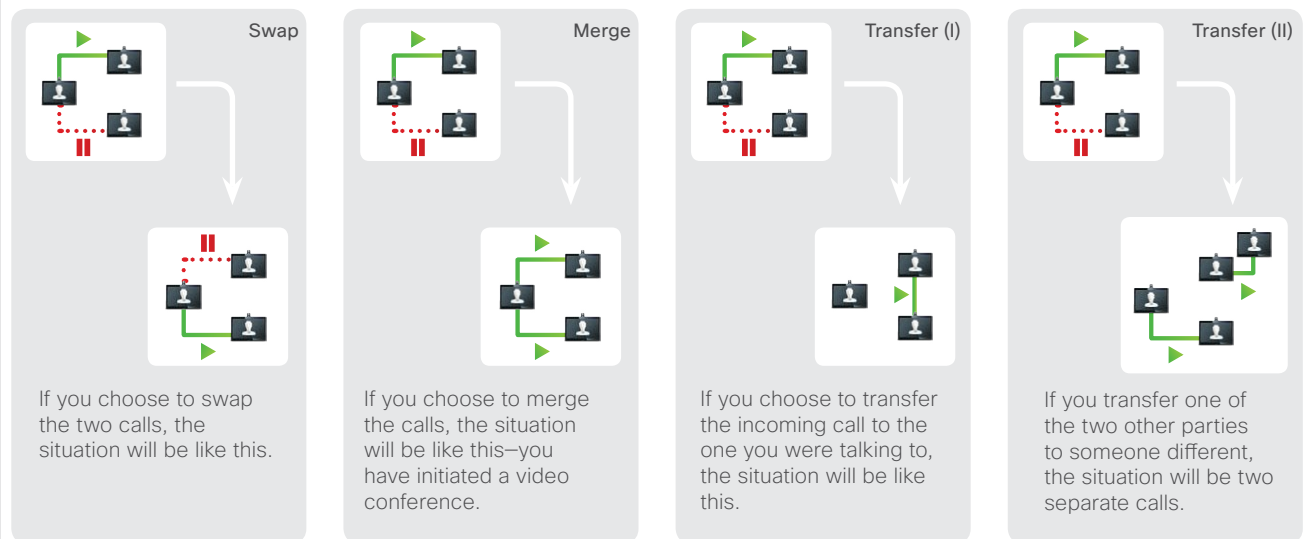 Swap
If you choose to swap
the two calls, the
situation will be like this.
Merge
If you choose to merge
the calls, the situation
will be like this—you
have initiated a video
conference.
Transfer (I)
If you choose to transfer
the incoming call to the
one you were talking to,
the situation will be like
this.
Transfer (II)
If you transfer one of
the two other parties
to someone different,
the situation will be two
separate calls.